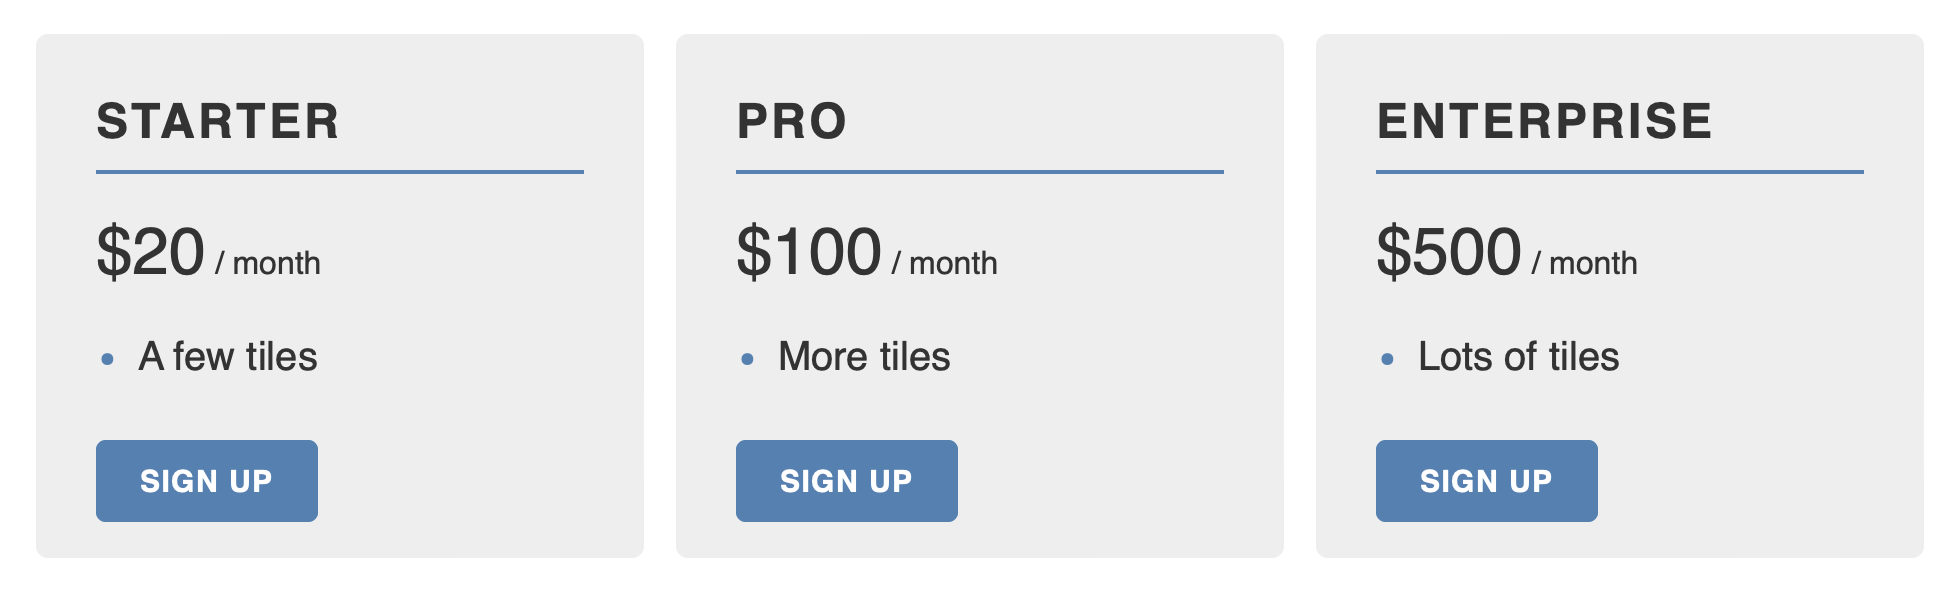 STARTER
$20 / month
• A few tiles
SIGN UP
PRO
$100 / month
• More tiles
SIGN UP
ENTERPRISE
$500 / month
• Lots of tiles
SIGN UP